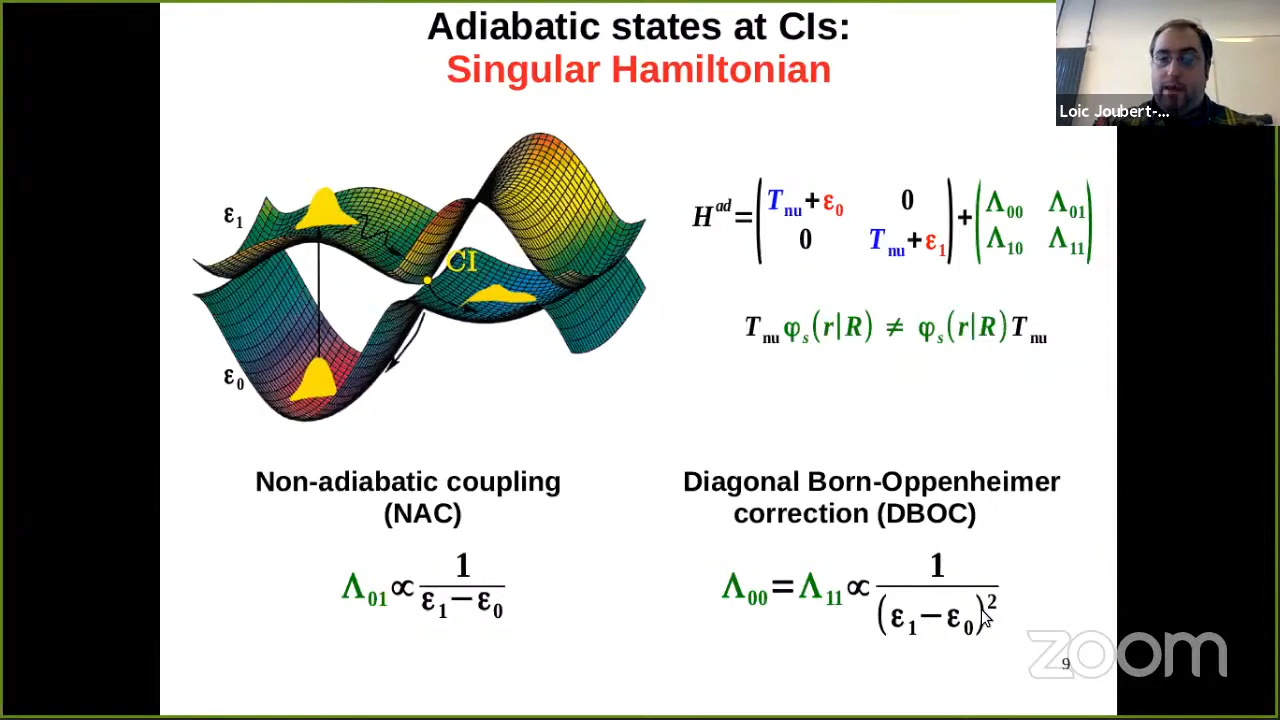 Adiabatic states at CIs:
Singular Hamiltonian
Loic Joubert-...
ε₁
CI
ε₀
H^ad = ( T_nu + ε₀ 0 ; 0 T_nu + ε₁ ) + ( Λ₀₀ Λ₀₁ ; Λ₁₀ Λ₁₁ )
T_nu φ_s(r|R) ≠ φ_s(r|R) T_nu
Non-adiabatic coupling
(NAC)
Λ₀₁ ∝ 1 / (ε₁ − ε₀)
Diagonal Born-Oppenheimer
correction (DBOC)
Λ₀₀ = Λ₁₁ ∝ 1 / (ε₁ − ε₀)²
zoom
9